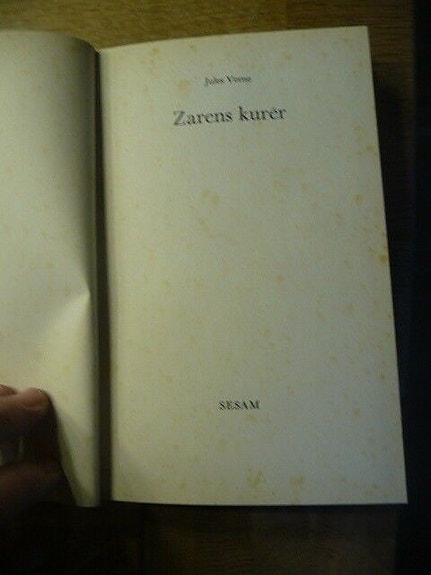 Jules Verne
Zarens kurér
SESAM